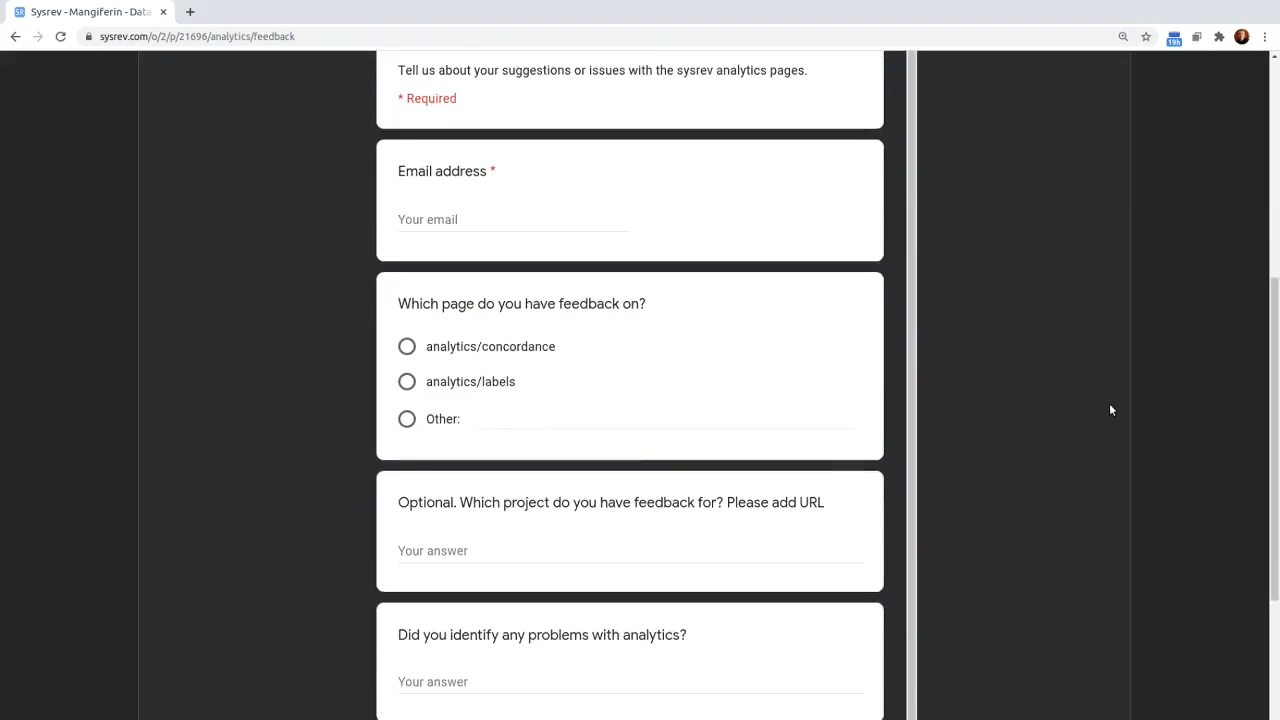 Sysrev - Mangiferin - Data
sysrev.com/o/2/p/21696/analytics/feedback
19h
Tell us about your suggestions or issues with the sysrev analytics pages.
* Required
Email address *
Your email
Which page do you have feedback on?
analytics/concordance
analytics/labels
Other:
Optional. Which project do you have feedback for? Please add URL
Your answer
Did you identify any problems with analytics?
Your answer